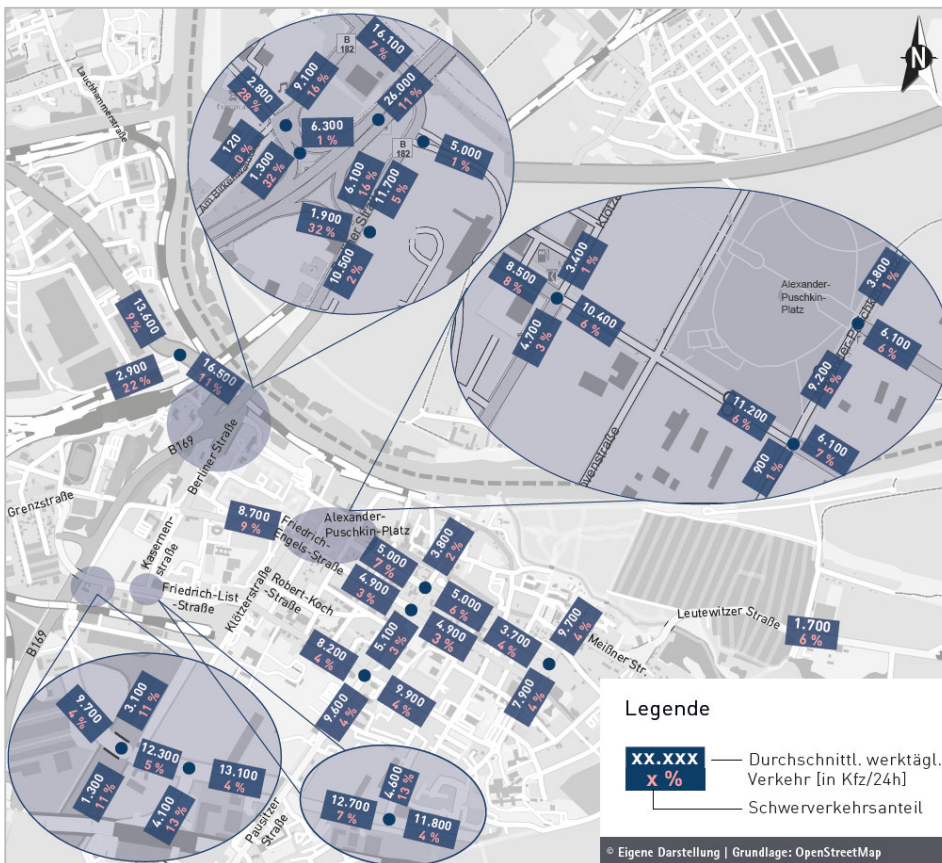 Lauchhammerstraße
N
B
182
16.100
7 %
9.100
16 %
2.800
28 %
26.000
11 %
120
0 %
6.300
1 %
1.300
32 %
B
182
5.000
1 %
Am Birken
6.100
16 %
11.700
5 %
1.900
32 %
10.500
2 %
Klötze
3.400
1 %
8.500
8 %
10.400
6 %
4.700
3 %
Alexander-
Puschkin-
Platz
3.800
1 %
6.100
6 %
9.200
5 %
11.200
6 %
6.100
7 %
900
1 %
ovenstraße
13.600
9 %
2.900
22 %
16.500
11 %
B169
Berliner Straße
Grenzstraße
Kasernen-
straße
8.700
9 %
Friedrich-
Engels-Straße
Alexander-
Puschkin-Platz
Friedrich-List
-Straße
Klötzerstraße
Robert-Koch
-Straße
5.000
7 %
3.800
2 %
4.900
3 %
5.000
6 %
5.100
3 %
4.900
3 %
3.700
4 %
9.700
4 %
Meißner Str.
Leutewitzer Straße
1.700
6 %
8.200
4 %
9.600
4 %
9.900
4 %
7.900
4 %
B169
9.700
4 %
3.100
11 %
12.300
5 %
13.100
4 %
1.300
11 %
4.100
13 %
Pausitzer
Straße
12.700
7 %
4.600
13 %
11.800
4 %
Legende
xx.xxx
x %
Durchschnittl. werktägl.
Verkehr [in Kfz/24h]
Schwerverkehrsanteil
© Eigene Darstellung | Grundlage: OpenStreetMap